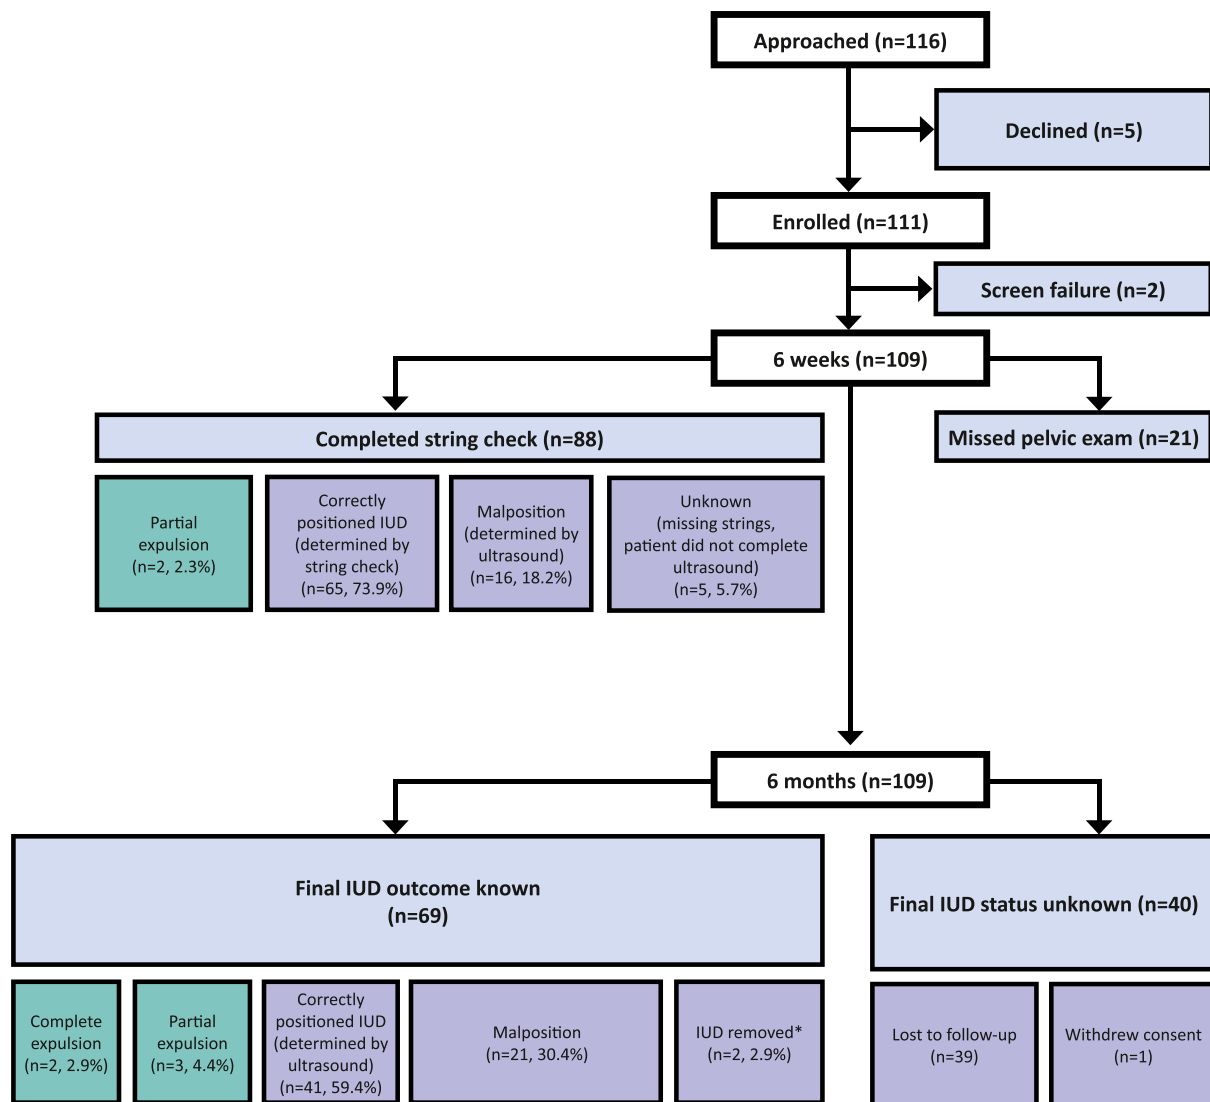 Approached (n=116)
Declined (n=5)
Enrolled (n=111)
Screen failure (n=2)
6 weeks (n=109)
Completed string check (n=88)
Missed pelvic exam (n=21)
Partial
expulsion
(n=2, 2.3%)
Correctly
positioned IUD
(determined by
string check)
(n=65, 73.9%)
Malposition
(determined by
ultrasound)
(n=16, 18.2%)
Unknown
(missing strings,
patient did not complete
ultrasound)
(n=5, 5.7%)
6 months (n=109)
Final IUD outcome known
(n=69)
Final IUD status unknown (n=40)
Complete
expulsion
(n=2, 2.9%)
Partial
expulsion
(n=3, 4.4%)
Correctly
positioned IUD
(determined by
ultrasound)
(n=41, 59.4%)
Malposition
(n=21, 30.4%)
IUD removed*
(n=2, 2.9%)
Lost to follow-up
(n=39)
Withdrew consent
(n=1)